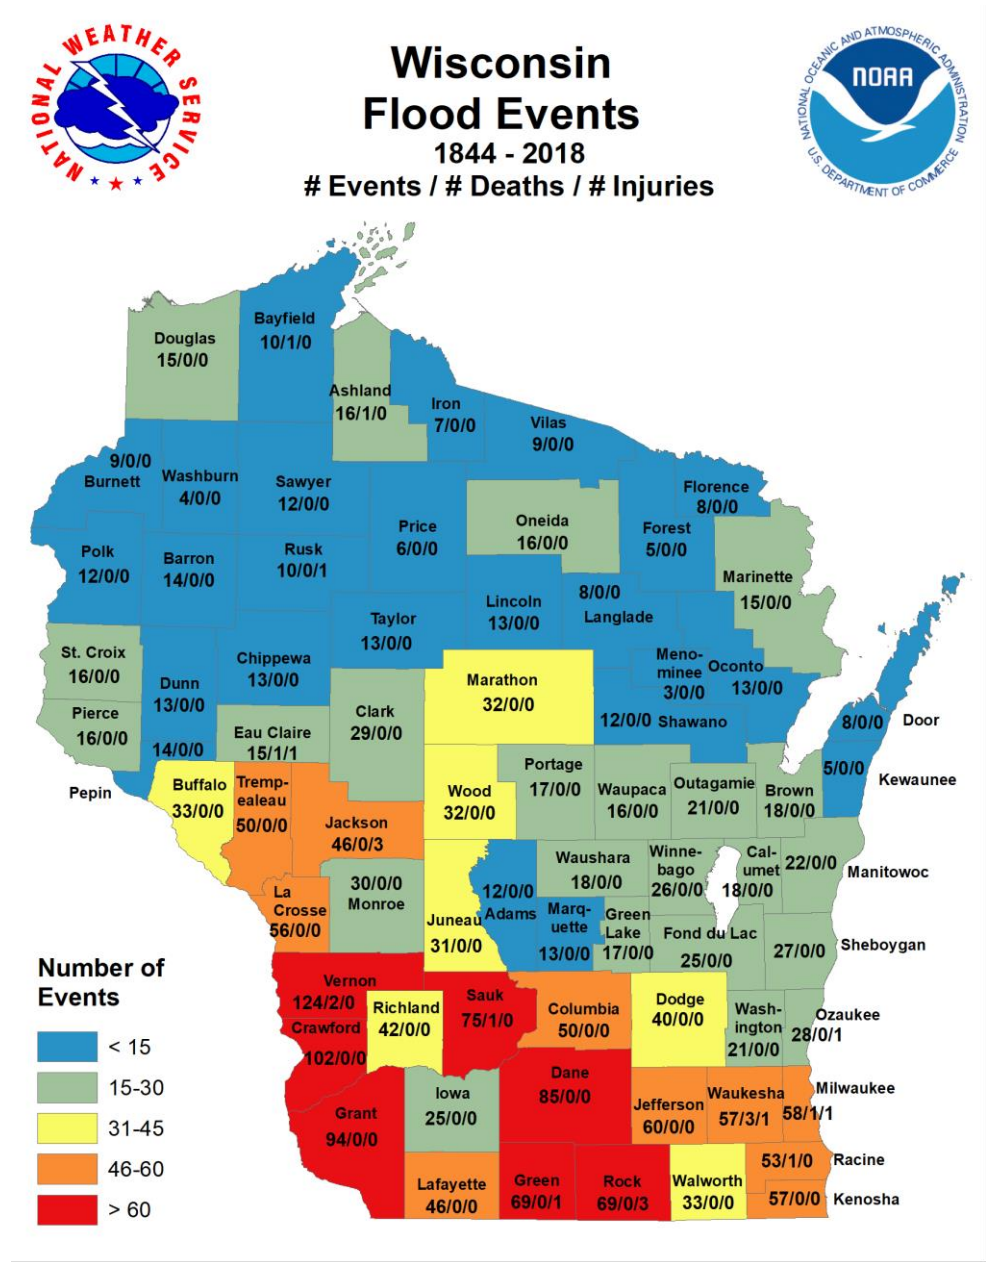 NATIONAL WEATHER SERVICE
Wisconsin
Flood Events
1844 - 2018
# Events / # Deaths / # Injuries
NATIONAL OCEANIC AND ATMOSPHERIC ADMINISTRATION
NOAA
U.S. DEPARTMENT OF COMMERCE
Bayfield
10/1/0
Douglas
15/0/0
Ashland
16/1/0
Iron
7/0/0
Vilas
9/0/0
9/0/0
Burnett
Washburn
4/0/0
Sawyer
12/0/0
Florence
8/0/0
Price
6/0/0
Oneida
16/0/0
Forest
5/0/0
Polk
12/0/0
Barron
14/0/0
Rusk
10/0/1
Marinette
15/0/0
Taylor
13/0/0
Lincoln
13/0/0
8/0/0
Langlade
St. Croix
16/0/0
Dunn
13/0/0
Chippewa
13/0/0
Marathon
32/0/0
Meno-
minee
3/0/0
Oconto
13/0/0
Pierce
16/0/0
Eau Claire
15/1/1
Clark
29/0/0
12/0/0 Shawano
8/0/0
Door
14/0/0
Pepin
Buffalo
33/0/0
Tremp-
ealeau
50/0/0
Jackson
46/0/3
Wood
32/0/0
Portage
17/0/0
Waupaca
16/0/0
Outagamie
21/0/0
Brown
18/0/0
5/0/0
Kewaunee
30/0/0
Monroe
La
Crosse
56/0/0
Juneau
31/0/0
12/0/0
Adams
Waushara
18/0/0
Winne-
bago
26/0/0
Cal-
umet
18/0/0
22/0/0
Manitowoc
Marq-
uette
13/0/0
Green
Lake
17/0/0
Fond du Lac
25/0/0
27/0/0
Sheboygan
Vernon
124/2/0
Crawford
102/0/0
Richland
42/0/0
Sauk
75/1/0
Columbia
50/0/0
Dodge
40/0/0
Wash-
ington
21/0/0
Ozaukee
28/0/1
Grant
94/0/0
Iowa
25/0/0
Dane
85/0/0
Jefferson
60/0/0
Waukesha
57/3/1
Milwaukee
58/1/1
Lafayette
46/0/0
Green
69/0/1
Rock
69/0/3
Walworth
33/0/0
53/1/0
Racine
57/0/0
Kenosha
Number of
Events
< 15
15-30
31-45
46-60
> 60